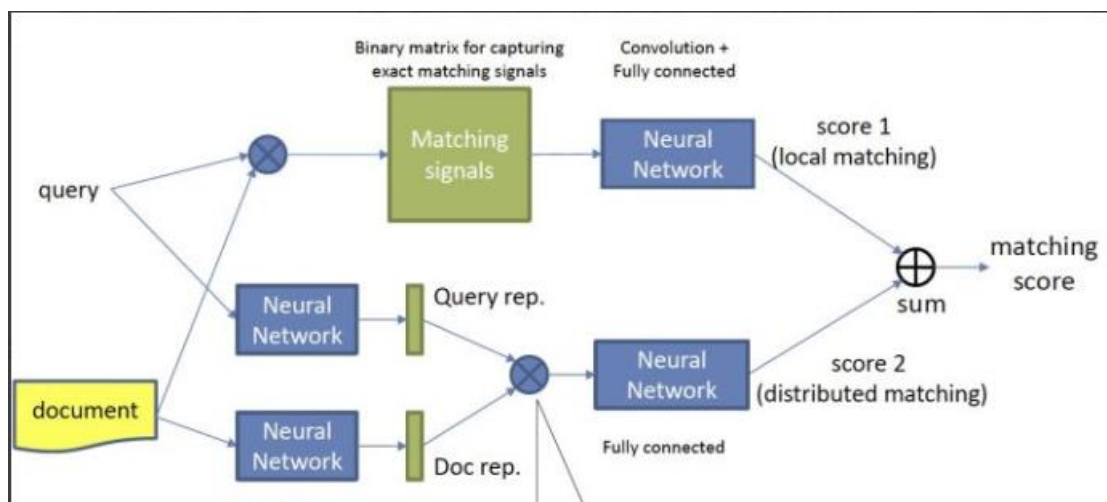 Binary matrix for capturing
exact matching signals
Convolution +
Fully connected
Matching
signals
Neural
Network
score 1
(local matching)
query
matching
score
sum
Neural
Network
Query rep.
Neural
Network
score 2
(distributed matching)
document
Neural
Network
Doc rep.
Fully connected